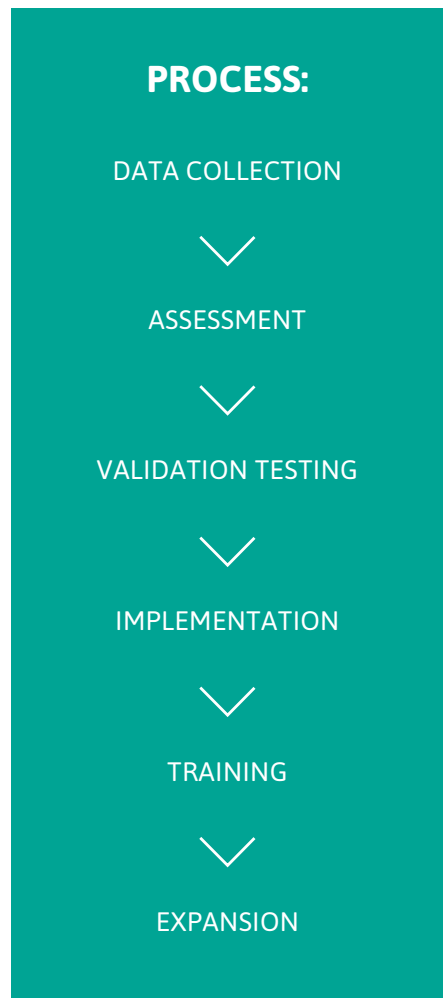 PROCESS:
DATA COLLECTION
ASSESSMENT
VALIDATION TESTING
IMPLEMENTATION
TRAINING
EXPANSION